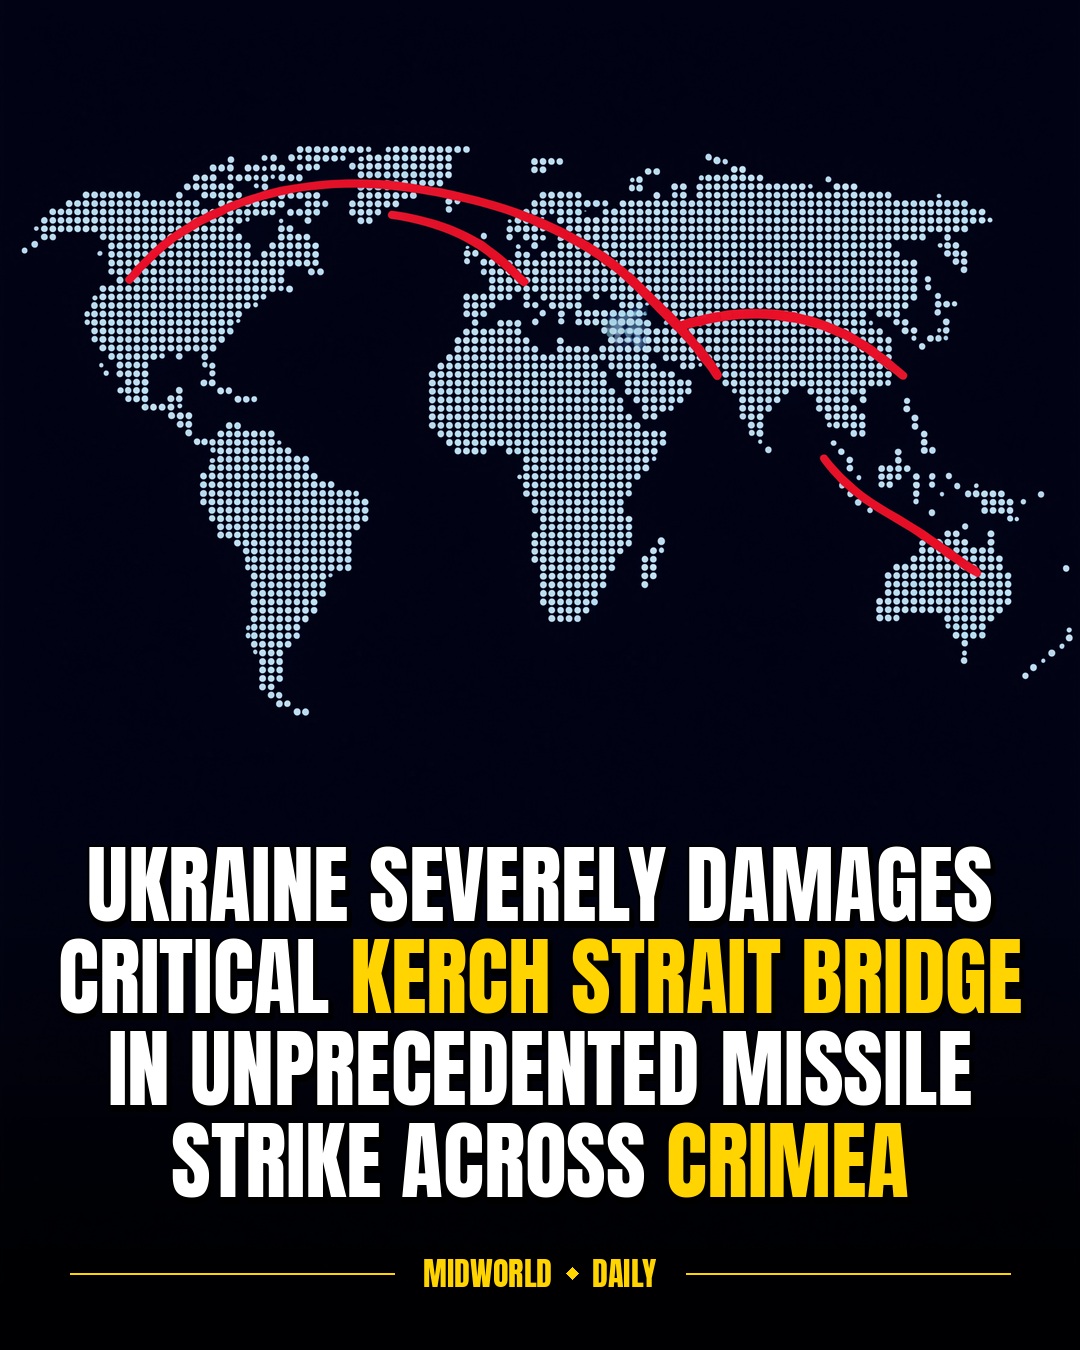 UKRAINE SEVERELY DAMAGES
CRITICAL KERCH STRAIT BRIDGE
IN UNPRECEDENTED MISSILE
STRIKE ACROSS CRIMEA
MIDWORLD ◆ DAILY